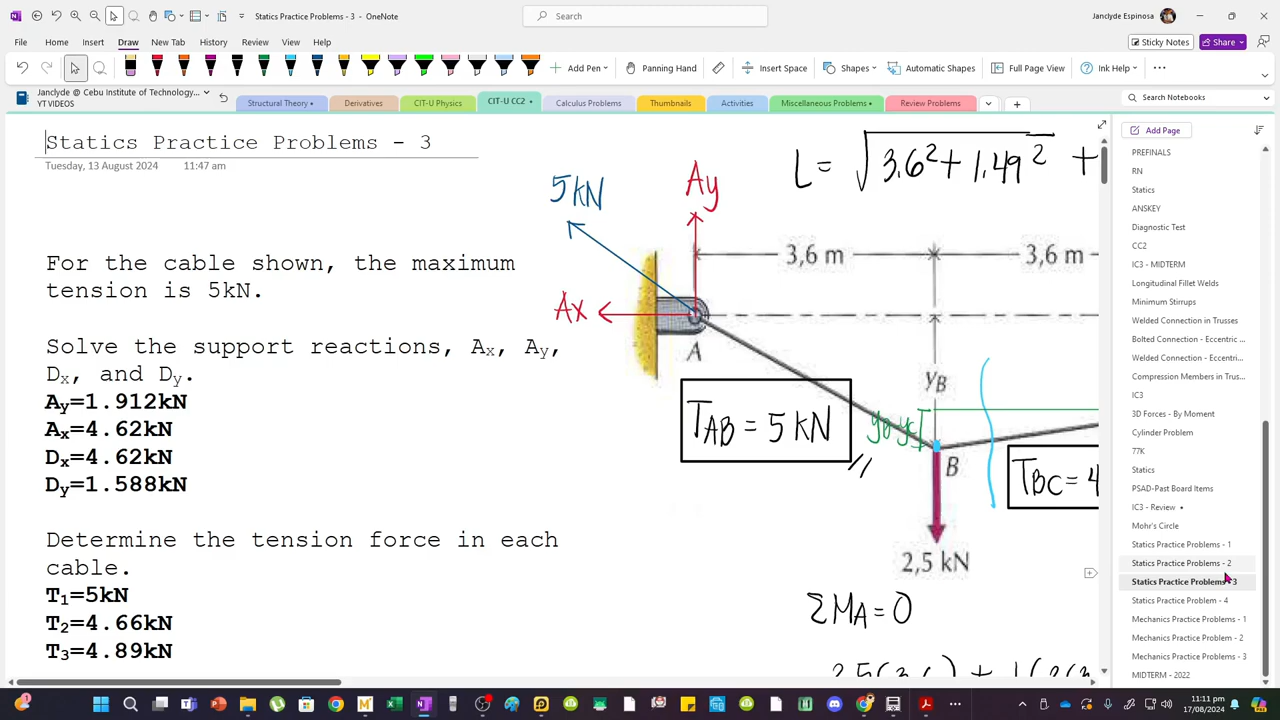 Statics Practice Problems - 3 - OneNote
Search
Janclyde Espinosa
File Home Insert Draw New Tab History Review View Help
Sticky Notes
Share
Add Pen
Panning Hand
Insert Space
Shapes
Automatic Shapes
Full Page View
Ink Help
Janclyde @ Cebu Institute of Technology...
YT VIDEOS
Structural Theory
Derivatives
CIT-U Physics
CIT-U CC2
Calculus Problems
Thumbnails
Activities
Miscellaneous Problems
Review Problems
Search Notebooks
Add Page
Statics Practice Problems - 3
Tuesday, 13 August 2024 11:47 am
For the cable shown, the maximum
tension is 5kN.
Solve the support reactions, Ax, Ay,
Dx, and Dy.
Ay=1.912kN
Ax=4.62kN
Dx=4.62kN
Dy=1.588kN
Determine the tension force in each
cable.
T1=5kN
T2=4.66kN
T3=4.89kN
L = √3.6² + 1.49² +
5KN
Ay
3,6 m
3,6 m
Ax
A
yB
TAB = 5 KN
yB-yC
B
TBC = 4
2,5 kN
ΣMA = 0
PREFINALS
RN
Statics
ANSKEY
Diagnostic Test
CC2
IC3 - MIDTERM
Longitudinal Fillet Welds
Minimum Stirrups
Welded Connection in Trusses
Bolted Connection - Eccentric ...
Welded Connection - Eccentri...
Compression Members in Trus...
IC3
3D Forces - By Moment
Cylinder Problem
77K
Statics
PSAD-Past Board Items
IC3 - Review
Mohr's Circle
Statics Practice Problems - 1
Statics Practice Problems - 2
Statics Practice Problems - 3
Statics Practice Problem - 4
Mechanics Practice Problems - 1
Mechanics Practice Problem - 2
Mechanics Practice Problems - 3
MIDTERM - 2022
11:11 pm
17/08/2024